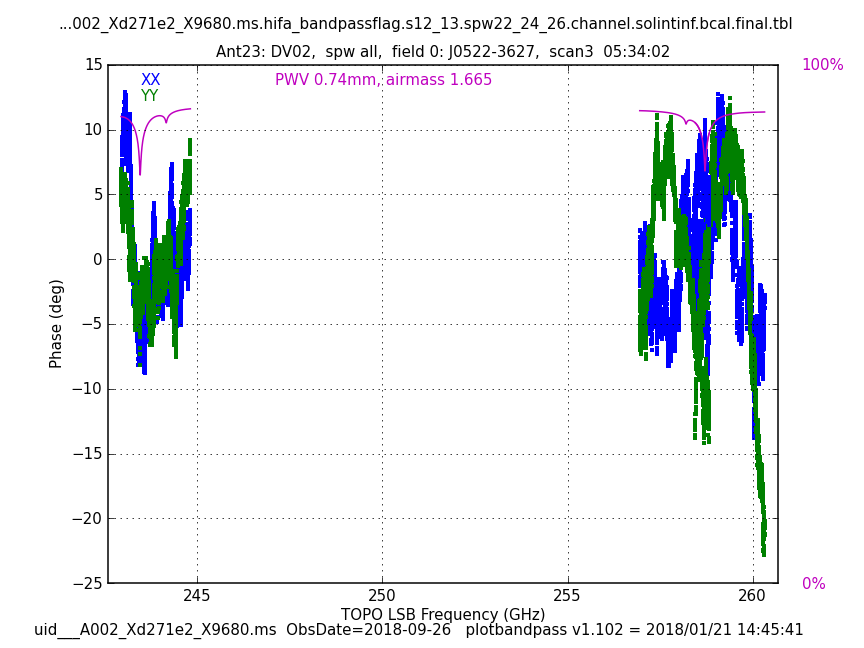 ...002_Xd271e2_X9680.ms.hifa_bandpassflag.s12_13.spw22_24_26.channel.solintinf.bcal.final.tbl
Ant23: DV02,  spw all,  field 0: J0522-3627,  scan3  05:34:02
XX
YY
PWV 0.74mm, airmass 1.665
100%
0%
15
10
5
0
−5
−10
−15
−20
−25
Phase (deg)
245
250
255
260
TOPO LSB Frequency (GHz)
uid___A002_Xd271e2_X9680.ms  ObsDate=2018-09-26   plotbandpass v1.102 = 2018/01/21 14:45:41